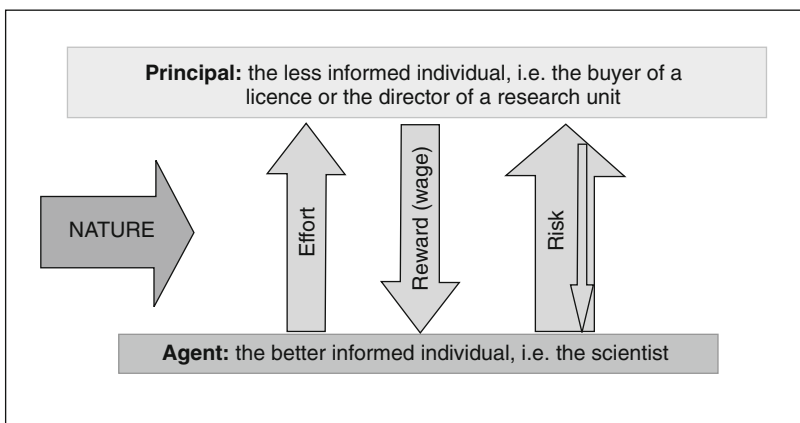 Principal: the less informed individual, i.e. the buyer of a
licence or the director of a research unit
NATURE
Effort
Reward (wage)
Risk
Agent: the better informed individual, i.e. the scientist